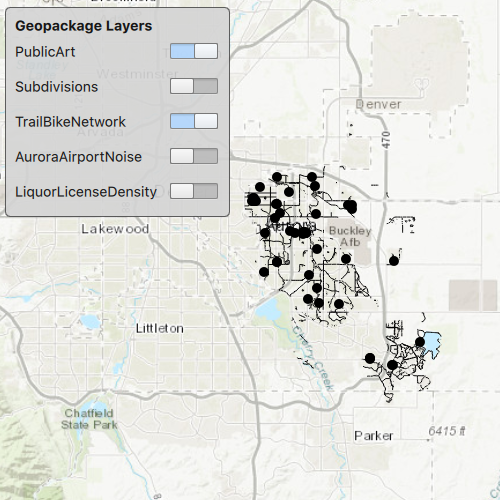 Geopackage Layers
PublicArt
Subdivisions
TrailBikeNetwork
AuroraAirportNoise
LiquorLicenseDensity
Westminster
Arvada
Denver
470
Lakewood
Aurora
Buckley
Afb
Littleton
Cherry Creek
Chatfield
State Park
Parker
6415 ft